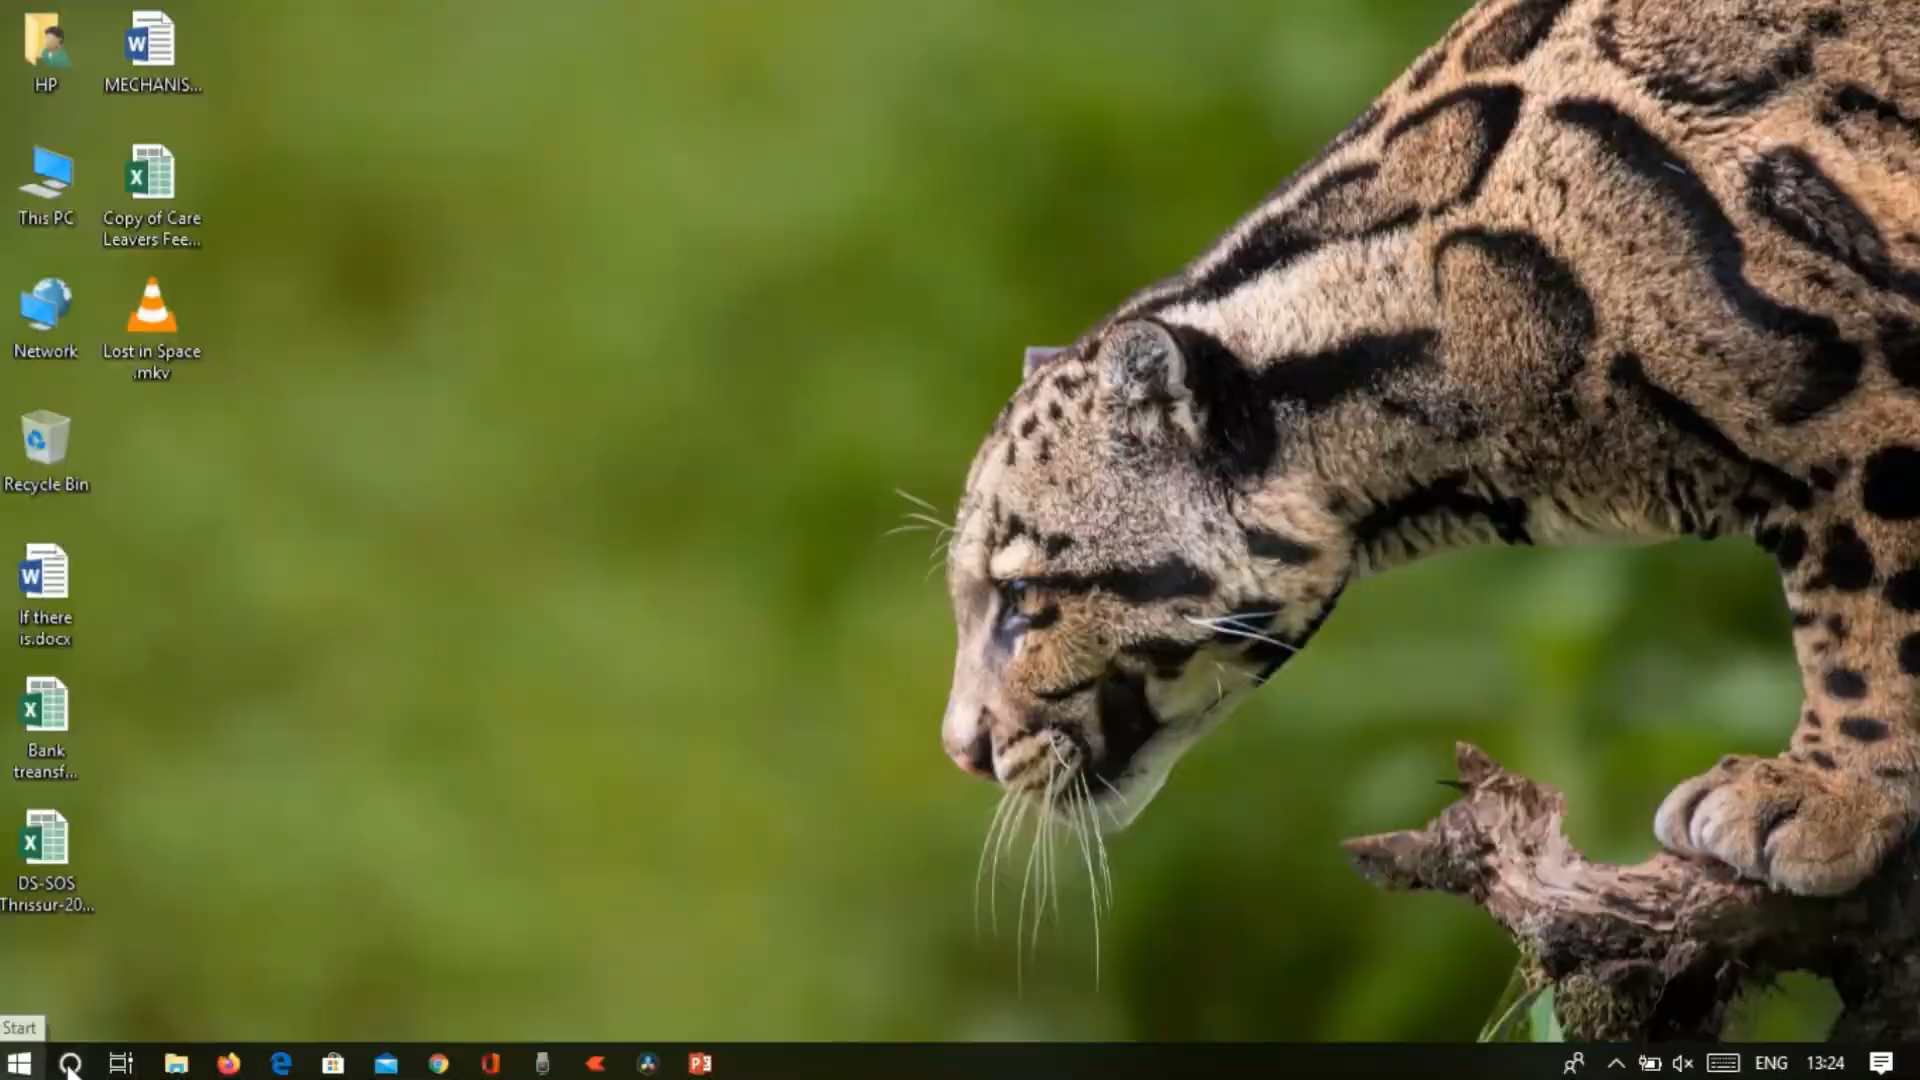 HP
MECHANIS...
This PC
Copy of Care
Leavers Fee...
Network
Lost in Space
.mkv
Recycle Bin
If there
is.docx
Bank
treansf...
DS-SOS
Thrissur-20...
Start
ENG
13:24